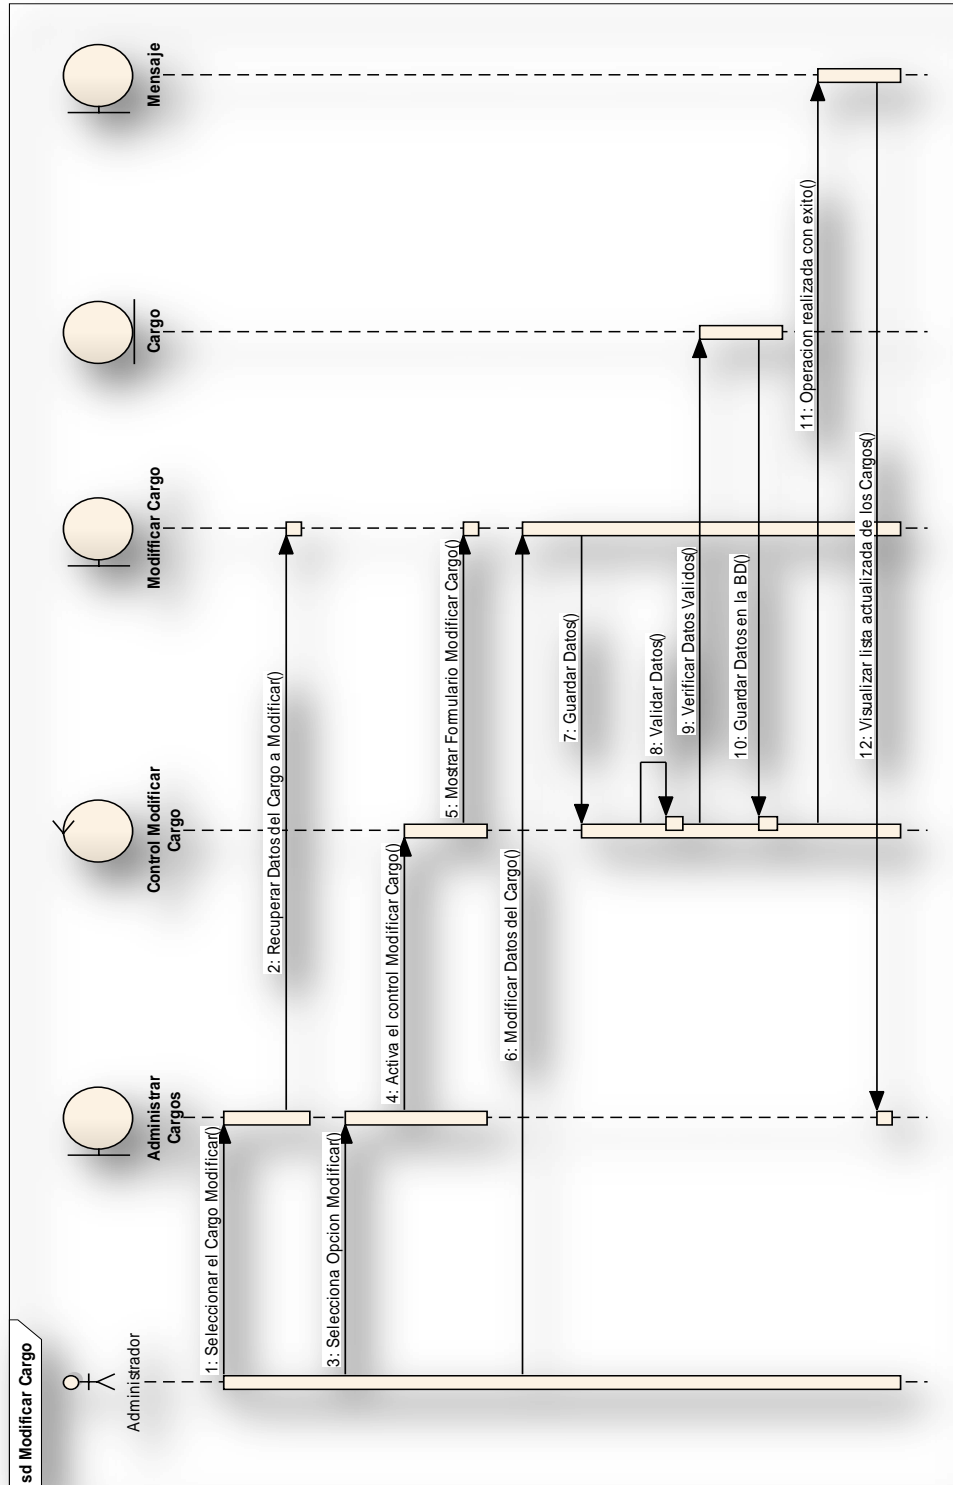 sd Modificar Cargo
Administrador
Administrar
Cargos
Control Modificar
Cargo
Modifficar Cargo
Cargo
Mensaje
1: Seleccionar el Cargo Modificar()
2: Recuperar Datos del Cargo a Modificar()
3: Selecciona Opcion Modificar()
4: Activa el control Modificar Cargo()
5: Mostrar Formulario Modificar Cargo()
6: Modificar Datos del Cargo()
7: Guardar Datos()
8: Validar Datos()
9: Verificar Datos Validos()
10: Guardar Datos en la BD()
11: Operacion realizada con exito()
12: Visualizar lista actualizada de los Cargos()